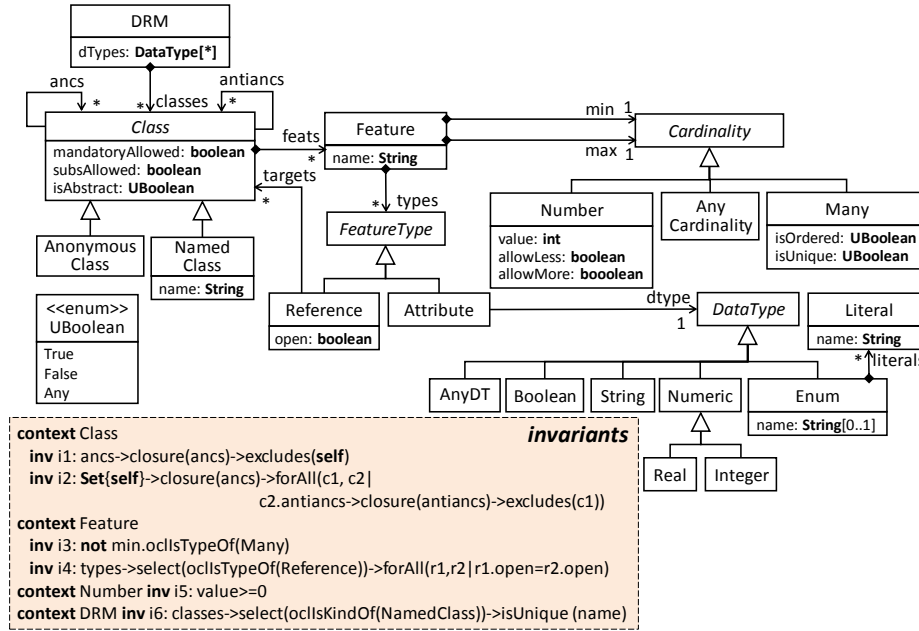 DRM
dTypes: DataType[*]
ancs
antiancs
* * classes *
Class
mandatoryAllowed: boolean
subsAllowed: boolean
isAbstract: UBoolean
feats
*
targets
*
Feature
name: String
min 1
max 1
Cardinality
* types
FeatureType
Number
value: int
allowLess: boolean
allowMore: booolean
Any
Cardinality
Many
isOrdered: UBoolean
isUnique: UBoolean
Anonymous
Class
Named
Class
name: String
<<enum>>
UBoolean
True
False
Any
Reference
open: boolean
Attribute
dtype
1
DataType
Literal
name: String
* literals
AnyDT
Boolean
String
Numeric
Enum
name: String[0..1]
Real
Integer
invariants
context Class
inv i1: ancs->closure(ancs)->excludes(self)
inv i2: Set{self}->closure(ancs)->forAll(c1, c2|
c2.antiancs->closure(antiancs)->excludes(c1))
context Feature
inv i3: not min.oclIsTypeOf(Many)
inv i4: types->select(oclIsTypeOf(Reference))->forAll(r1,r2|r1.open=r2.open)
context Number inv i5: value>=0
context DRM inv i6: classes->select(oclIsKindOf(NamedClass))->isUnique (name)